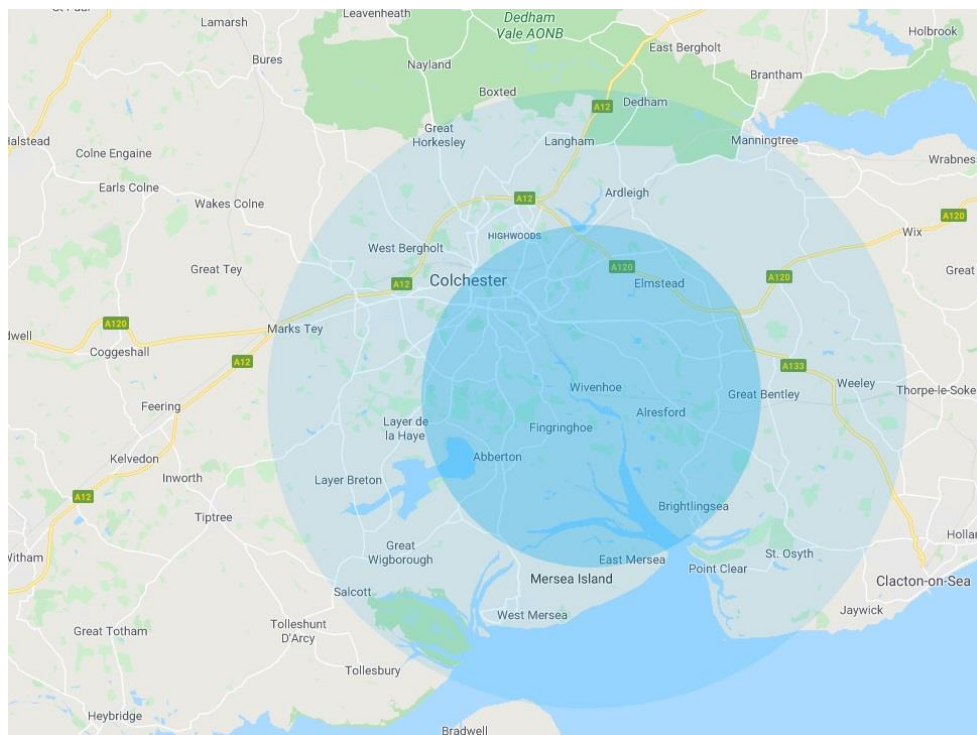 Lamarsh
Leavenheath
Dedham
Vale AONB
East Bergholt
Holbrook
Bures
Nayland
Brantham
Boxted
A12
Dedham
Halstead
Great
Horkesley
Langham
Manningtree
Colne Engaine
Wrabnes
Earls Colne
Wakes Colne
A12
Ardleigh
A120
West Bergholt
HIGHWOODS
Wix
Great Tey
A12
Colchester
A120
Elmstead
A120
Great
dwell
A120
Marks Tey
Coggeshall
A12
A133
Wivenhoe
Great Bentley
Weeley
Thorpe-le-Soke
Feering
Layer de
la Haye
Fingringhoe
Alresford
Kelvedon
Abberton
Inworth
Layer Breton
A12
Tiptree
Brightlingsea
Holla
Witham
Great
Wigborough
East Mersea
St. Osyth
Point Clear
Mersea Island
Clacton-on-Sea
Salcott
West Mersea
Jaywick
Great Totham
Tolleshunt
D'Arcy
Tollesbury
Heybridge
Bradwell